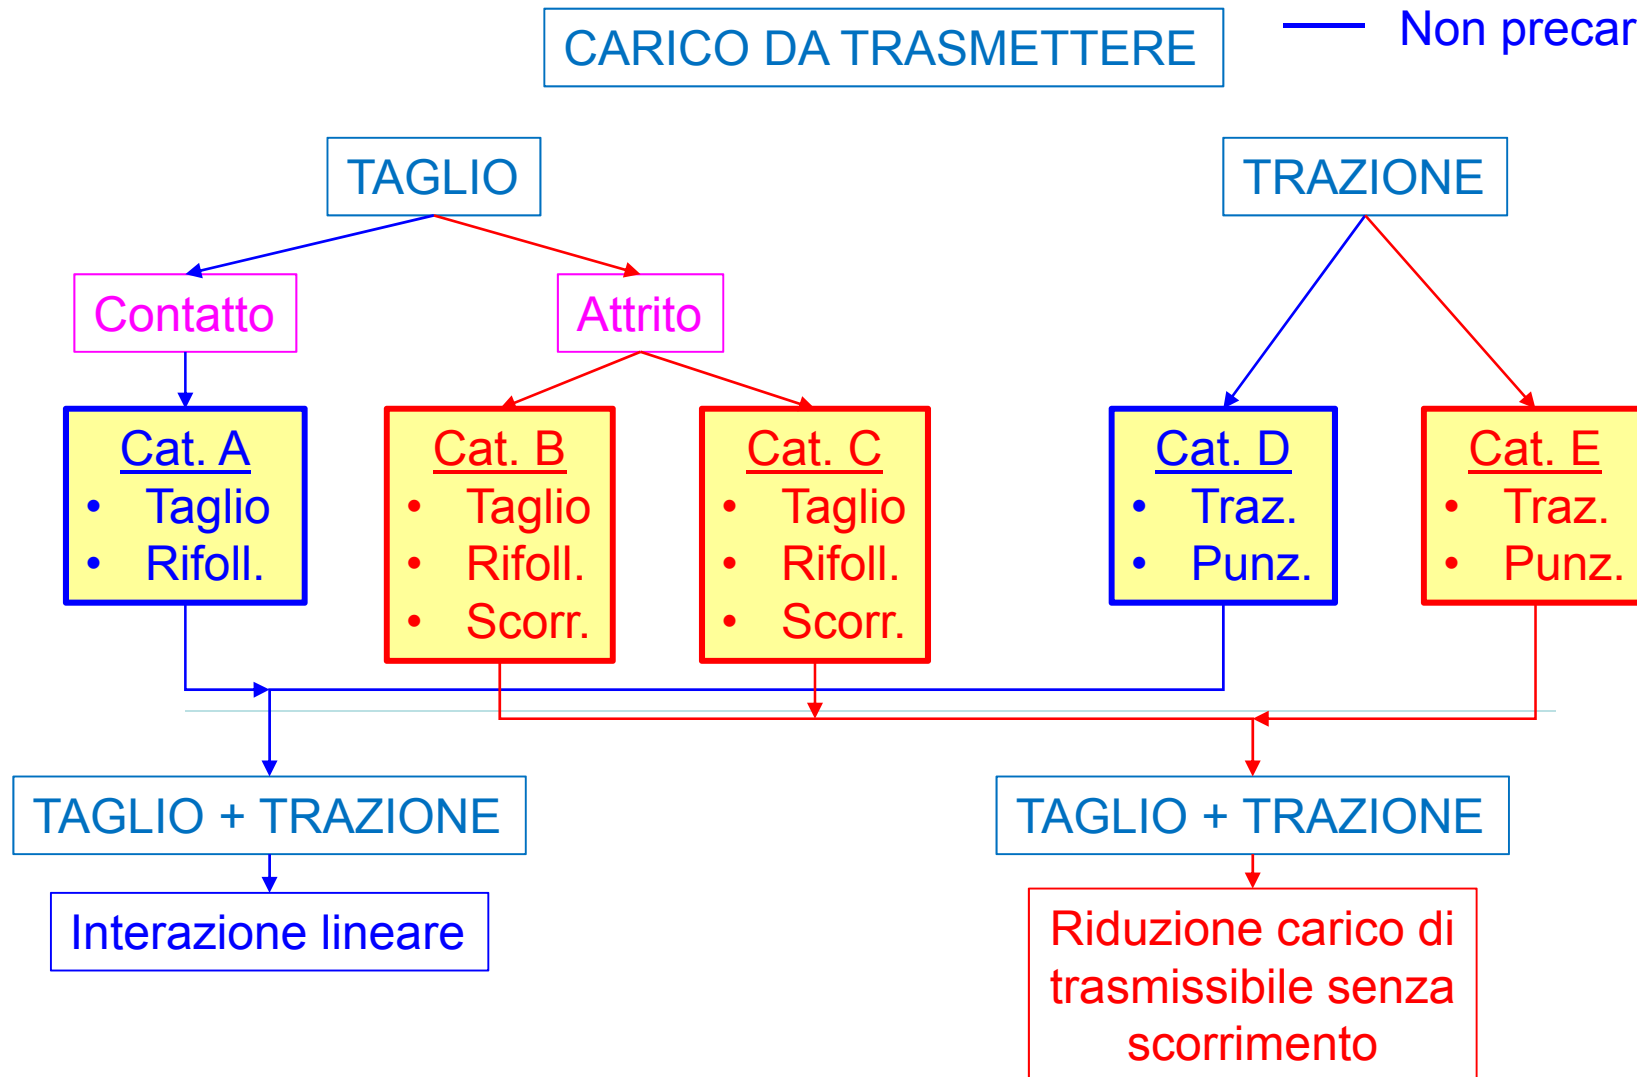 CARICO DA TRASMETTERE
Non precar
TAGLIO
TRAZIONE
Contatto
Attrito
Cat. A
• Taglio
• Rifoll.
Cat. B
• Taglio
• Rifoll.
• Scorr.
Cat. C
• Taglio
• Rifoll.
• Scorr.
Cat. D
• Traz.
• Punz.
Cat. E
• Traz.
• Punz.
TAGLIO + TRAZIONE
TAGLIO + TRAZIONE
Interazione lineare
Riduzione carico di
trasmissibile senza
scorrimento